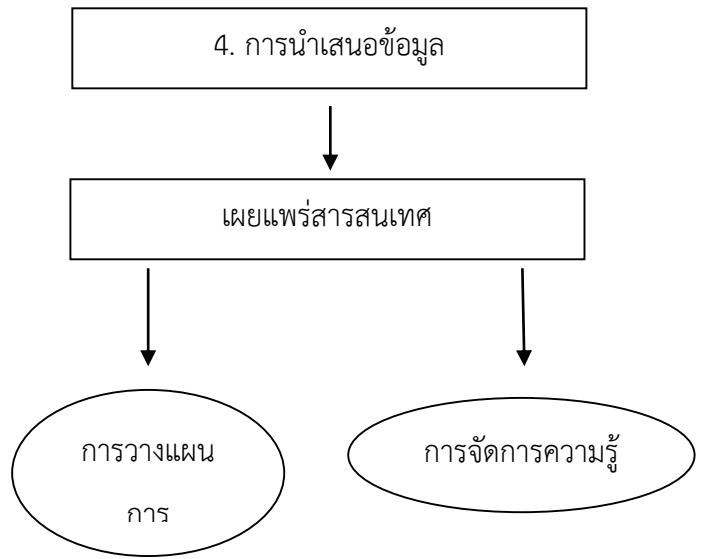 4. การนำเสนอข้อมูล
เผยแพร่สารสนเทศ
การวางแผน
การ
การจัดการความรู้